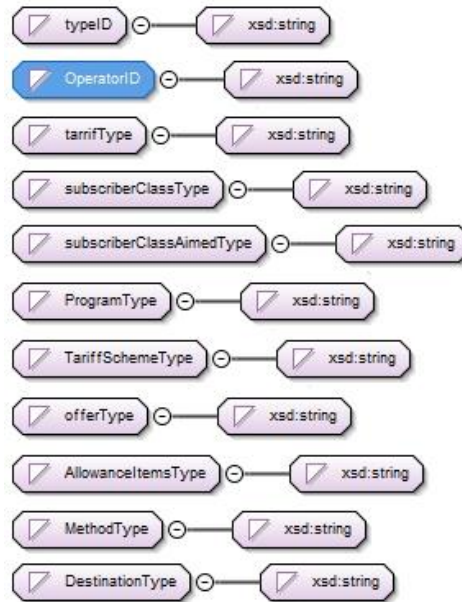 typeID xsd:string
OperatorID xsd:string
tarrifType xsd:string
subscriberClassType xsd:string
subscriberClassAimedType xsd:string
ProgramType xsd:string
TariffSchemeType xsd:string
offerType xsd:string
AllowanceItemsType xsd:string
MethodType xsd:string
DestinationType xsd:string